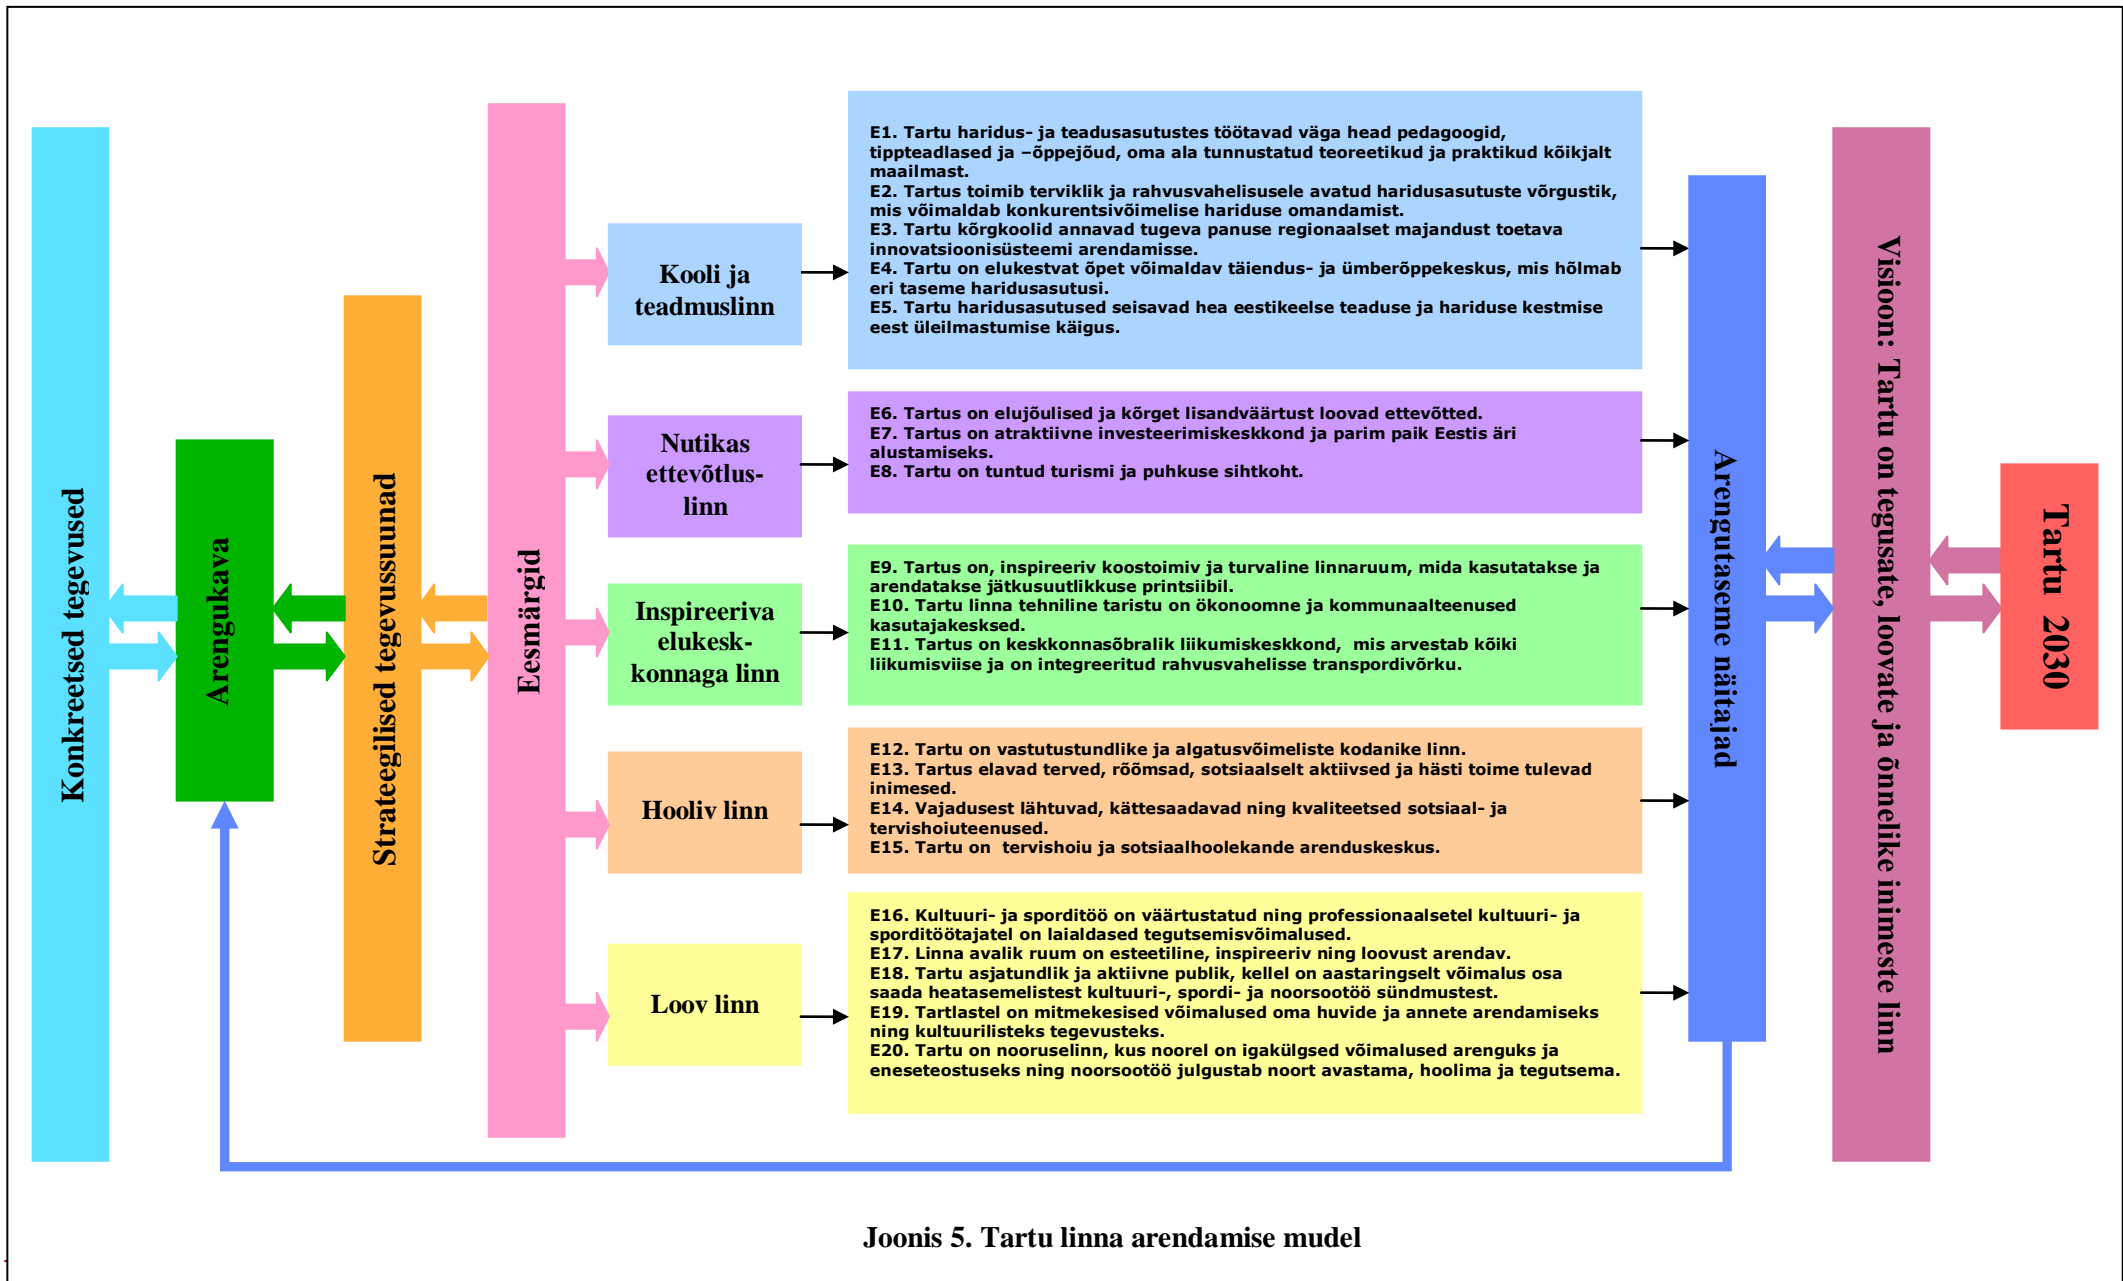 Konkreetsed tegevused
Arengukava
Strateegilised tegevussuunad
Eesmärgid
Kooli ja
teadmuslinn
E1. Tartu haridus- ja teadusasutustes töötavad väga head pedagoogid,
tippteadlased ja –õppejõud, oma ala tunnustatud teoreetikud ja praktikud kõikjalt
maailmast.
E2. Tartus toimib terviklik ja rahvusvahelisusele avatud haridusasutuste võrgustik,
mis võimaldab konkurentsivõimelise hariduse omandamist.
E3. Tartu kõrgkoolid annavad tugeva panuse regionaalset majandust toetava
innovatsioonisüsteemi arendamisse.
E4. Tartu on elukestvat õpet võimaldav täiendus- ja ümberõppekeskus, mis hõlmab
eri taseme haridusasutusi.
E5. Tartu haridusasutused seisavad hea eestikeelse teaduse ja hariduse kestmise
eest üleilmastumise käigus.
Nutikas
ettevõtlus-
linn
E6. Tartus on elujõulised ja kõrget lisandväärtust loovad ettevõtted.
E7. Tartus on atraktiivne investeerimiskeskkond ja parim paik Eestis äri
alustamiseks.
E8. Tartu on tuntud turismi ja puhkuse sihtkoht.
Inspireeriva
elukesk-
konnaga linn
E9. Tartus on, inspireeriv koostoimiv ja turvaline linnaruum, mida kasutatakse ja
arendatakse jätkusuutlikkuse printsiibil.
E10. Tartu linna tehniline taristu on ökonoomne ja kommunaalteenused
kasutajakesksed.
E11. Tartus on keskkonnasõbralik liikumiskeskkond, mis arvestab kõiki
liikumisviise ja on integreeritud rahvusvahelisse transpordivõrku.
Hooliv linn
E12. Tartu on vastutustundlike ja algatusvõimeliste kodanike linn.
E13. Tartus elavad terved, rõõmsad, sotsiaalselt aktiivsed ja hästi toime tulevad
inimesed.
E14. Vajadusest lähtuvad, kättesaadavad ning kvaliteetsed sotsiaal- ja
tervishoiuteenused.
E15. Tartu on tervishoiu ja sotsiaalhoolekande arenduskeskus.
Loov linn
E16. Kultuuri- ja sporditöö on väärtustatud ning professionaalsetel kultuuri- ja
sporditöötajatel on laialdased tegutsemisvõimalused.
E17. Linna avalik ruum on esteetiline, inspireeriv ning loovust arendav.
E18. Tartu asjatundlik ja aktiivne publik, kellel on aastaringselt võimalus osa
saada heatasemelistest kultuuri-, spordi- ja noorsootöö sündmustest.
E19. Tartlastel on mitmekesised võimalused oma huvide ja annete arendamiseks
ning kultuurilisteks tegevusteks.
E20. Tartu on nooruselinn, kus noorel on igakülgsed võimalused arenguks ja
eneseteostuseks ning noorsootöö julgustab noort avastama, hoolima ja tegutsema.
Arengutaseme näitajad
Visioon: Tartu on tegusate, loovate ja õnnelike inimeste linn
Tartu 2030
Joonis 5. Tartu linna arendamise mudel